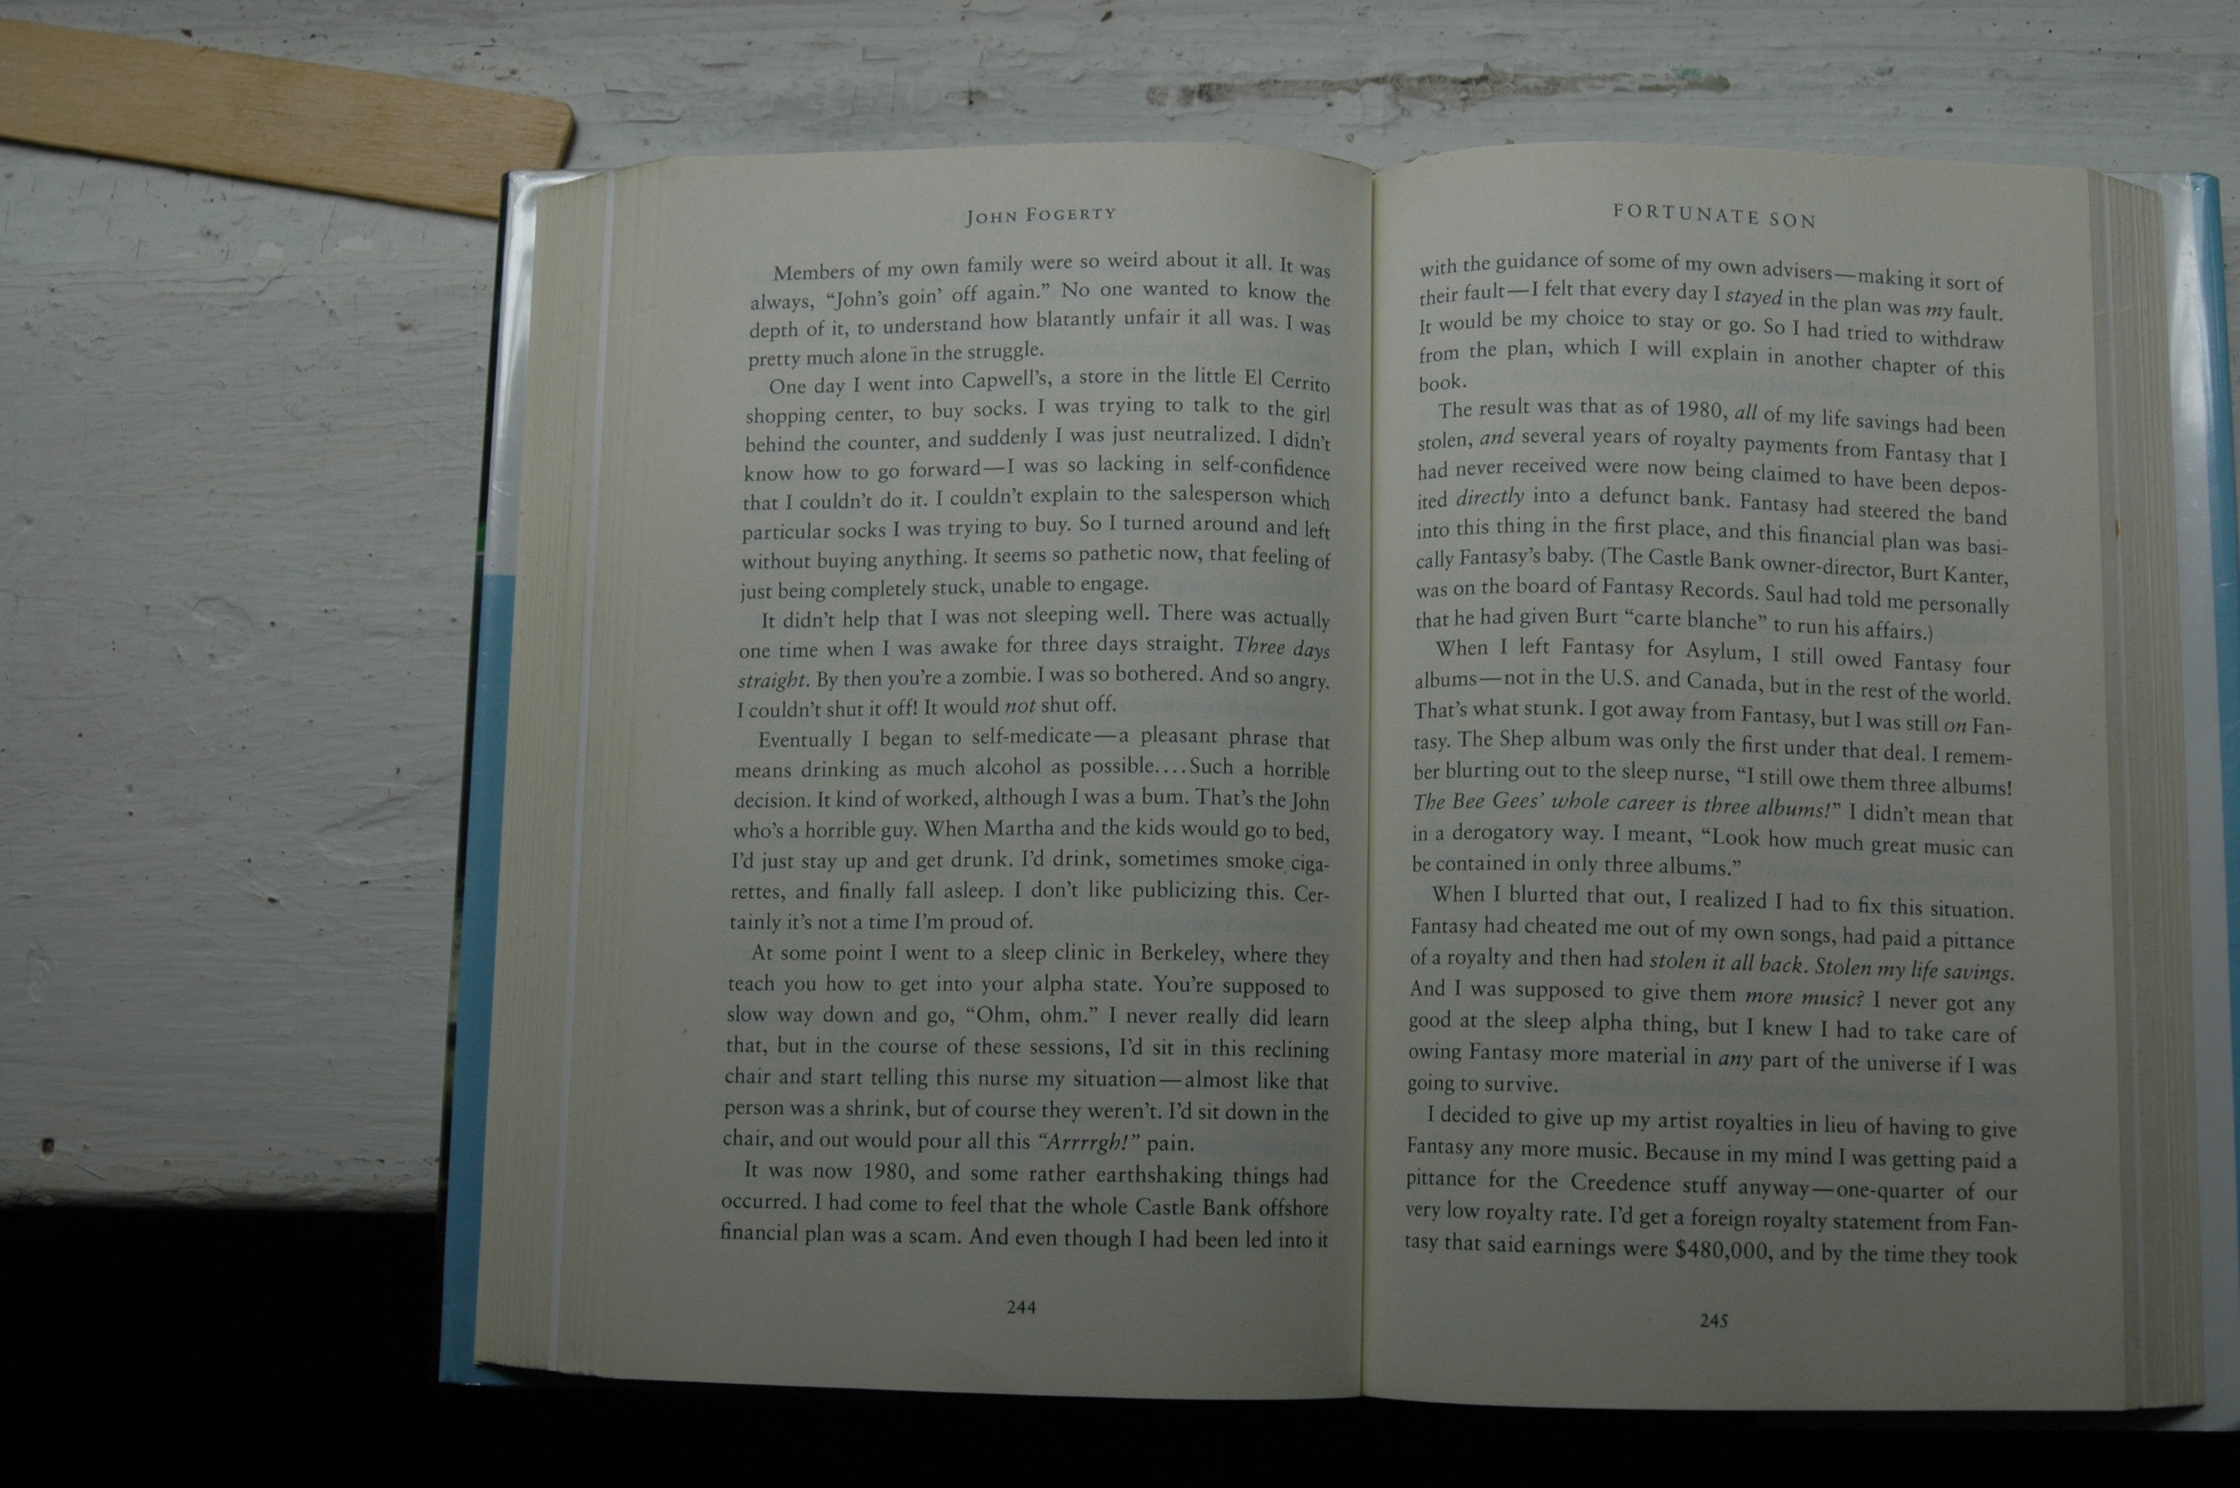 JOHN FOGERTY
Members of my own family were so weird about it all. It was
always, “John’s goin’ off again.” No one wanted to know the
depth of it, to understand how blatantly unfair it all was. I was
pretty much alone in the struggle.
One day I went into Capwell’s, a store in the little El Cerrito
shopping center, to buy socks. I was trying to talk to the girl
behind the counter, and suddenly I was just neutralized. I didn’t
know how to go forward—I was so lacking in self-confidence
that I couldn’t do it. I couldn’t explain to the salesperson which
particular socks I was trying to buy. So I turned around and left
without buying anything. It seems so pathetic now, that feeling of
just being completely stuck, unable to engage.
It didn’t help that I was not sleeping well. There was actually
one time when I was awake for three days straight. Three days
straight. By then you’re a zombie. I was so bothered. And so angry.
I couldn’t shut it off! It would not shut off.
Eventually I began to self-medicate—a pleasant phrase that
means drinking as much alcohol as possible.... Such a horrible
decision. It kind of worked, although I was a bum. That’s the John
who’s a horrible guy. When Martha and the kids would go to bed,
I’d just stay up and get drunk. I’d drink, sometimes smoke ciga-
rettes, and finally fall asleep. I don’t like publicizing this. Cer-
tainly it’s not a time I’m proud of.
At some point I went to a sleep clinic in Berkeley, where they
teach you how to get into your alpha state. You’re supposed to
slow way down and go, “Ohm, ohm.” I never really did learn
that, but in the course of these sessions, I’d sit in this reclining
chair and start telling this nurse my situation—almost like that
person was a shrink, but of course they weren’t. I’d sit down in the
chair, and out would pour all this “Arrrrgh!” pain.
It was now 1980, and some rather earthshaking things had
occurred. I had come to feel that the whole Castle Bank offshore
financial plan was a scam. And even though I had been led into it
244
FORTUNATE SON
with the guidance of some of my own advisers—making it sort of
their fault—I felt that every day I stayed in the plan was my fault.
It would be my choice to stay or go. So I had tried to withdraw
from the plan, which I will explain in another chapter of this
book.
The result was that as of 1980, all of my life savings had been
stolen, and several years of royalty payments from Fantasy that I
had never received were now being claimed to have been depos-
ited directly into a defunct bank. Fantasy had steered the band
into this thing in the first place, and this financial plan was basi-
cally Fantasy’s baby. (The Castle Bank owner-director, Burt Kanter,
was on the board of Fantasy Records. Saul had told me personally
that he had given Burt “carte blanche” to run his affairs.)
When I left Fantasy for Asylum, I still owed Fantasy four
albums—not in the U.S. and Canada, but in the rest of the world.
That’s what stunk. I got away from Fantasy, but I was still on Fan-
tasy. The Shep album was only the first under that deal. I remem-
ber blurting out to the sleep nurse, “I still owe them three albums!
The Bee Gees’ whole career is three albums!” I didn’t mean that
in a derogatory way. I meant, “Look how much great music can
be contained in only three albums.”
When I blurted that out, I realized I had to fix this situation.
Fantasy had cheated me out of my own songs, had paid a pittance
of a royalty and then had stolen it all back. Stolen my life savings.
And I was supposed to give them more music? I never got any
good at the sleep alpha thing, but I knew I had to take care of
owing Fantasy more material in any part of the universe if I was
going to survive.
I decided to give up my artist royalties in lieu of having to give
Fantasy any more music. Because in my mind I was getting paid a
pittance for the Creedence stuff anyway—one-quarter of our
very low royalty rate. I’d get a foreign royalty statement from Fan-
tasy that said earnings were $480,000, and by the time they took
245